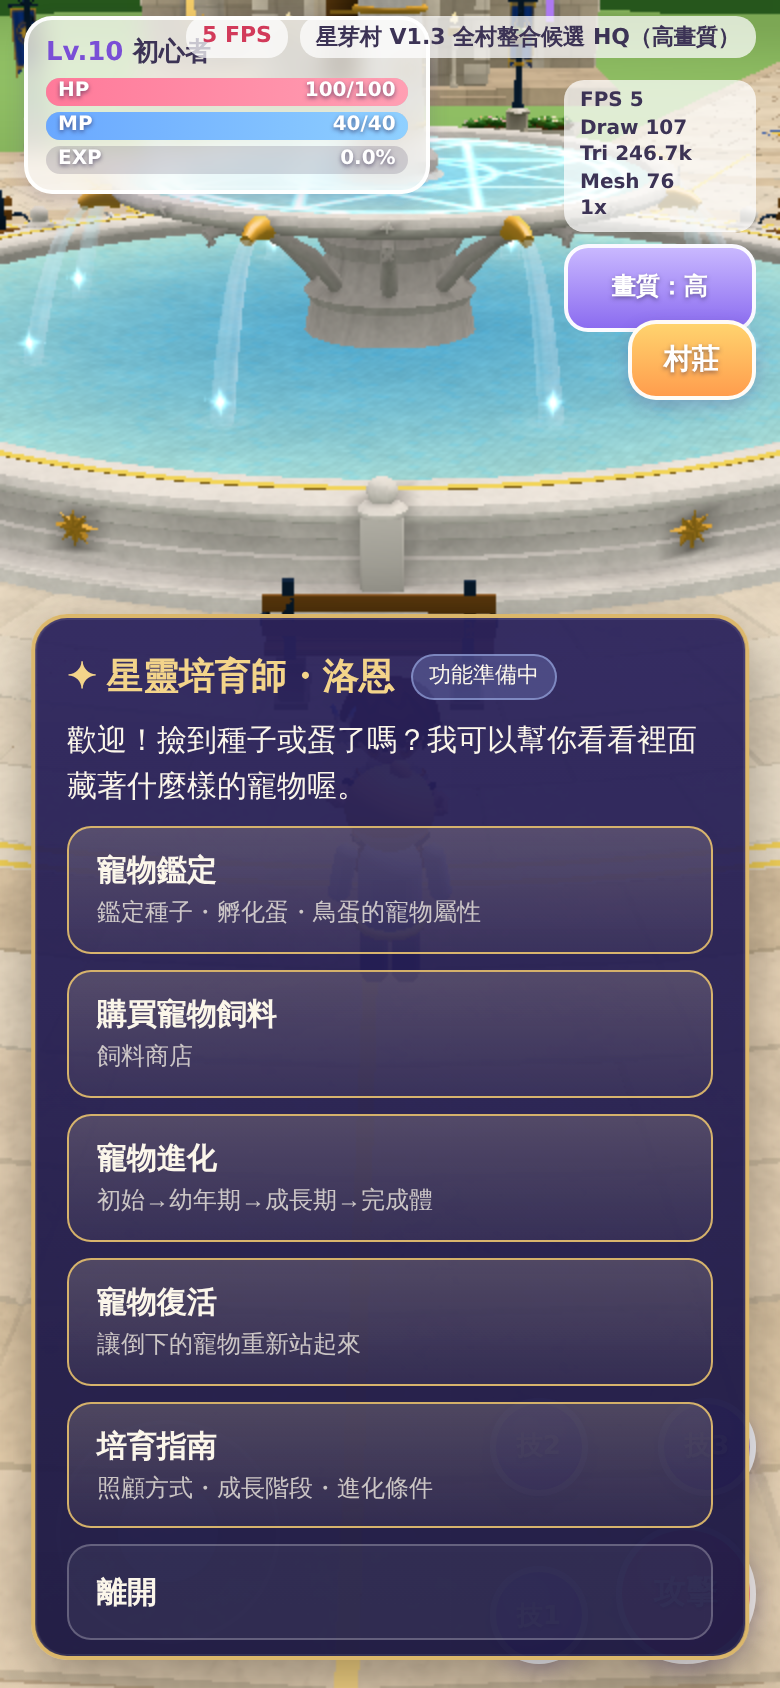 Lv.10 初心者
5 FPS
星芽村 V1.3 全村整合候選 HQ（高畫質）
HP 100/100
MP 40/40
EXP 0.0%
FPS 5
Draw 107
Tri 246.7k
Mesh 76
1x
畫質：高
村莊
✦ 星靈培育師・洛恩 功能準備中
歡迎！撿到種子或蛋了嗎？我可以幫你看看裡面
藏著什麼樣的寵物喔。
寵物鑑定
鑑定種子・孵化蛋・鳥蛋的寵物屬性
購買寵物飼料
飼料商店
寵物進化
初始→幼年期→成長期→完成體
寵物復活
讓倒下的寵物重新站起來
培育指南
照顧方式・成長階段・進化條件
技2
技3
離開
技1
攻擊